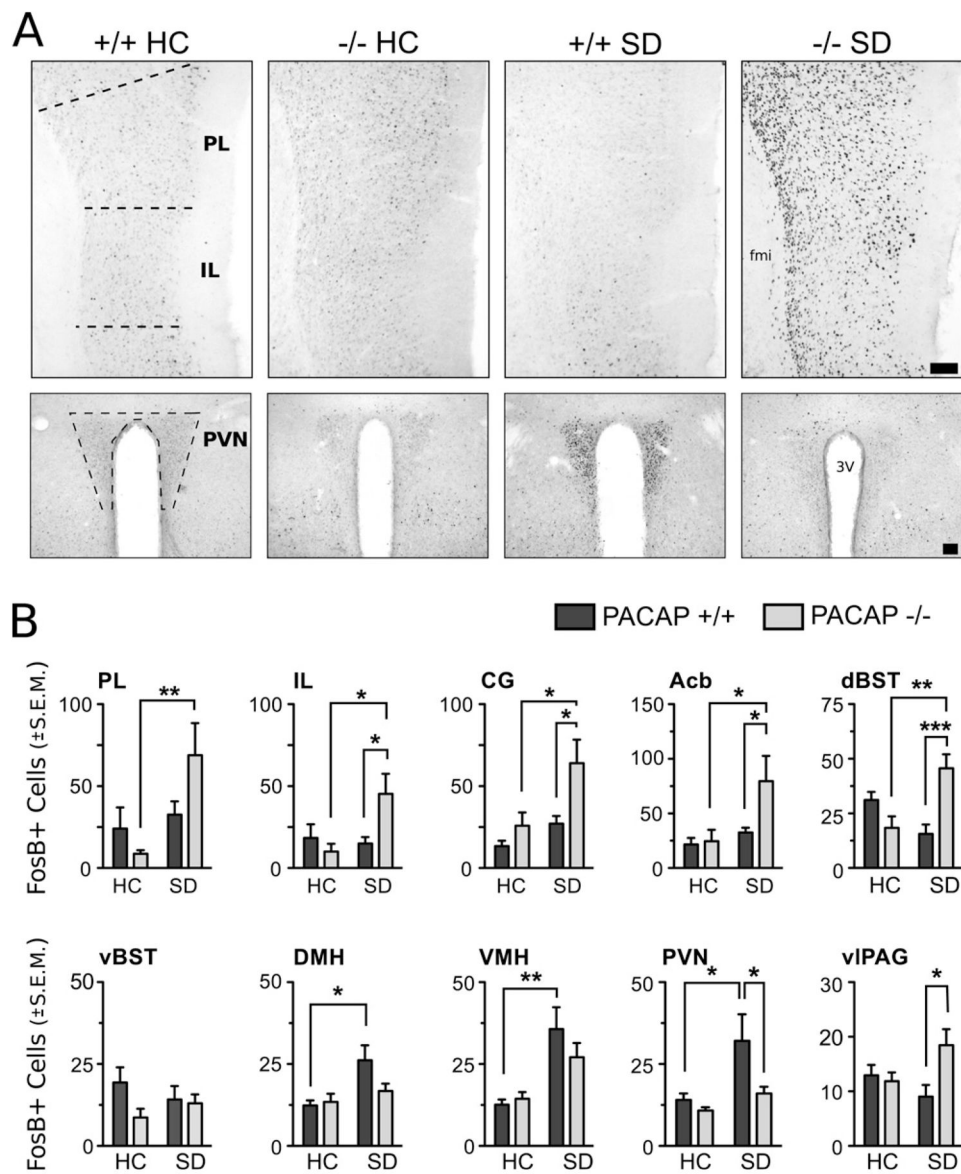 A
+/+ HC
-/- HC
+/+ SD
-/- SD
PL
IL
fmi
PVN
3V
B
PACAP +/+
PACAP -/-
FosB+ Cells (±S.E.M.)
PL
100
50
0
**
HC SD
IL
100
50
0
*
*
HC SD
CG
100
50
0
*
*
HC SD
Acb
150
100
50
0
*
*
HC SD
dBST
75
50
25
0
**
***
HC SD
FosB+ Cells (±S.E.M.)
vBST
50
25
0
HC SD
DMH
50
25
0
*
HC SD
VMH
50
25
0
**
HC SD
PVN
50
25
0
*
*
HC SD
vlPAG
30
20
10
0
*
HC SD